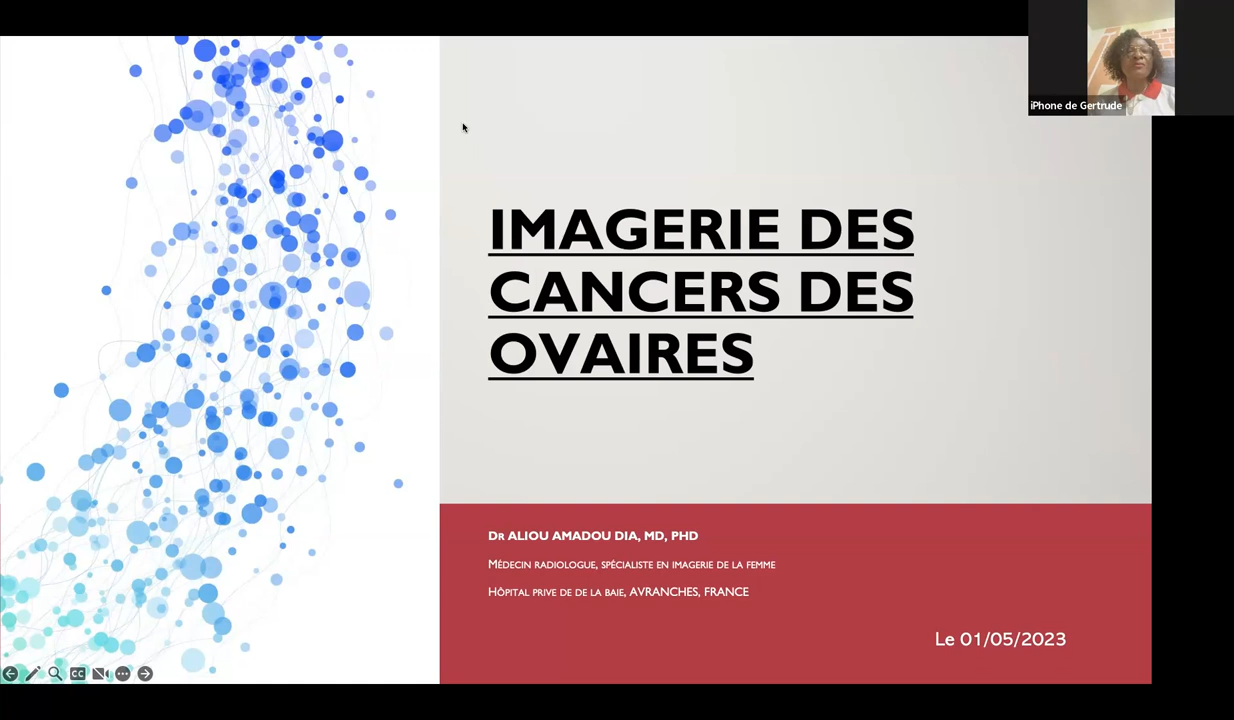 iPhone de Gertrude
IMAGERIE DES
CANCERS DES
OVAIRES
DR ALIOU AMADOU DIA, MD, PHD
MÉDECIN RADIOLOGUE, SPÉCIALISTE EN IMAGERIE DE LA FEMME
HÔPITAL PRIVE DE DE LA BAIE, AVRANCHES, FRANCE
Le 01/05/2023
CC